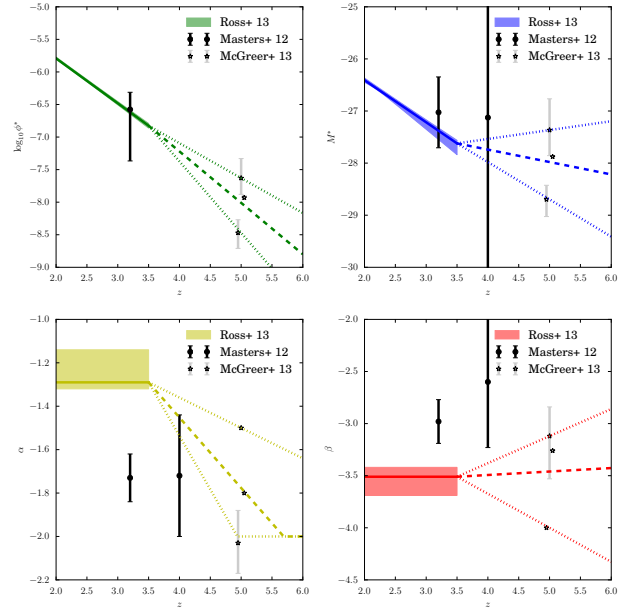 −5.0
−5.5
−6.0
−6.5
−7.0
−7.5
−8.0
−8.5
−9.0
log₁₀ ϕ*
2.0 2.5 3.0 3.5 4.0 4.5 5.0 5.5 6.0
z
Ross+ 13
Masters+ 12
McGreer+ 13
−25
−26
−27
−28
−29
−30
M*
2.0 2.5 3.0 3.5 4.0 4.5 5.0 5.5 6.0
z
Ross+ 13
Masters+ 12
McGreer+ 13
−1.0
−1.2
−1.4
−1.6
−1.8
−2.0
−2.2
α
2.0 2.5 3.0 3.5 4.0 4.5 5.0 5.5 6.0
z
Ross+ 13
Masters+ 12
McGreer+ 13
−2.0
−2.5
−3.0
−3.5
−4.0
−4.5
β
2.0 2.5 3.0 3.5 4.0 4.5 5.0 5.5 6.0
z
Ross+ 13
Masters+ 12
McGreer+ 13